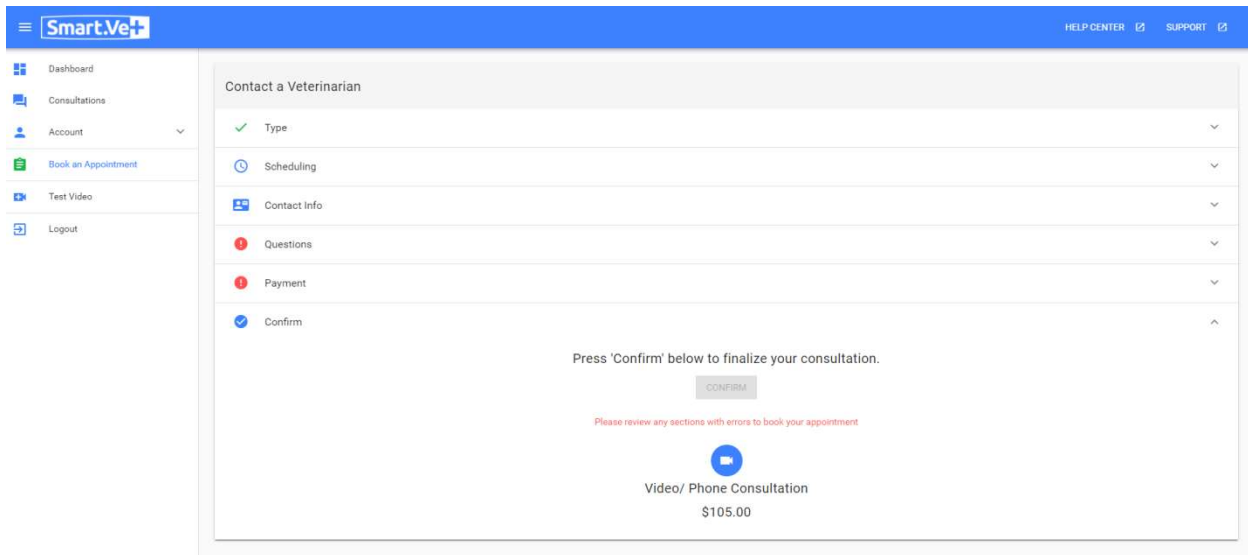 Smart.Vet
HELP CENTER
SUPPORT
Dashboard
Consultations
Account
Book an Appointment
Test Video
Logout
Contact a Veterinarian
Type
Scheduling
Contact Info
Questions
Payment
Confirm
Press 'Confirm' below to finalize your consultation.
CONFIRM
Please review any sections with errors to book your appointment
Video/ Phone Consultation
$105.00